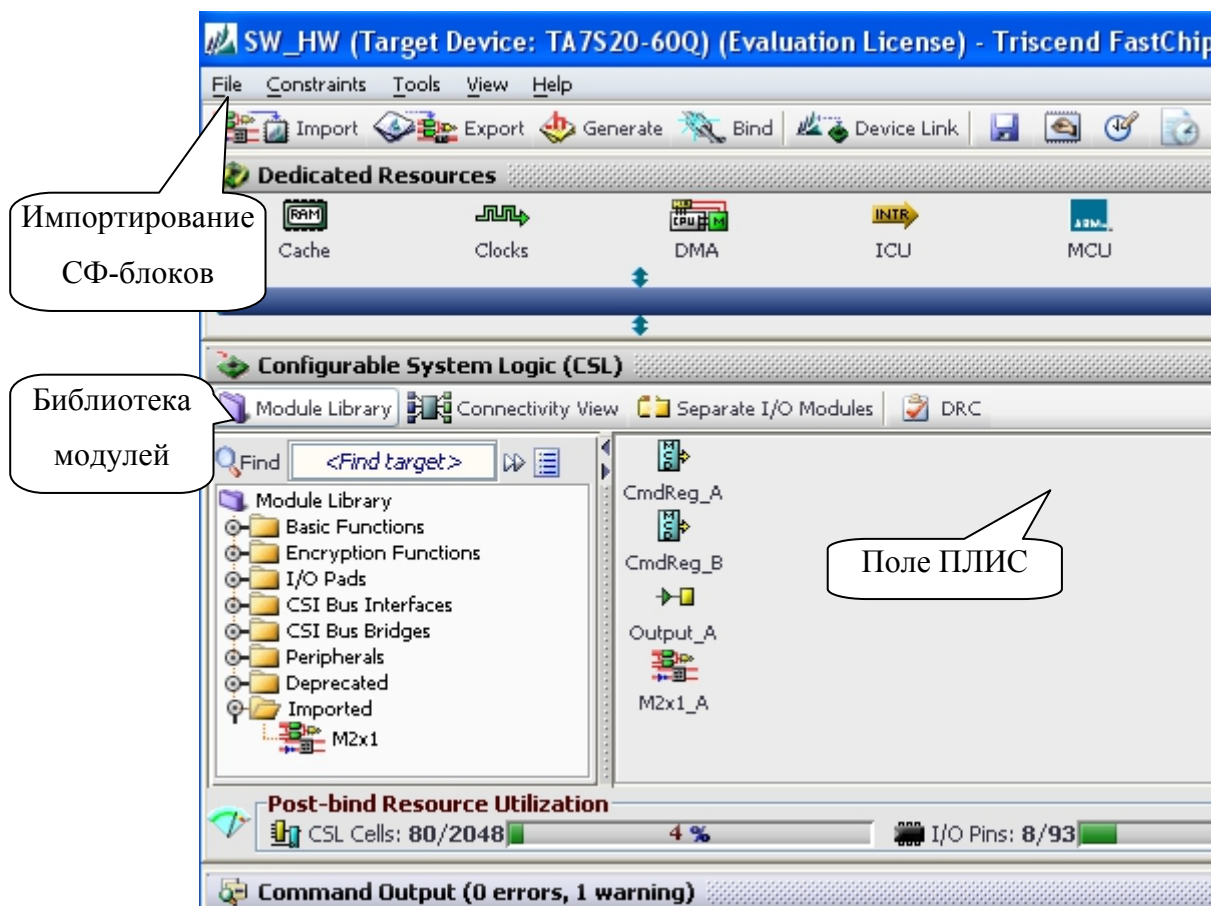 SW_HW (Target Device: TA7S20-60Q) (Evaluation License) - Triscend FastChip
File Constraints Tools View Help
Import Export Generate Bind Device Link
Dedicated Resources
Импортирование
СФ-блоков
RAM
CPU M
INTR
ARM
Cache Clocks DMA ICU MCU
Configurable System Logic (CSL)
Библиотека
модулей
Module Library Connectivity View Separate I/O Modules DRC
Find <Find target>
Module Library
Basic Functions
Encryption Functions
I/O Pads
CSI Bus Interfaces
CSI Bus Bridges
Peripherals
Deprecated
Imported
M2x1
CmdReg_A
CmdReg_B
Output_A
M2x1_A
Поле ПЛИС
Post-bind Resource Utilization
CSL Cells: 80/2048 4 % I/O Pins: 8/93
Command Output (0 errors, 1 warning)